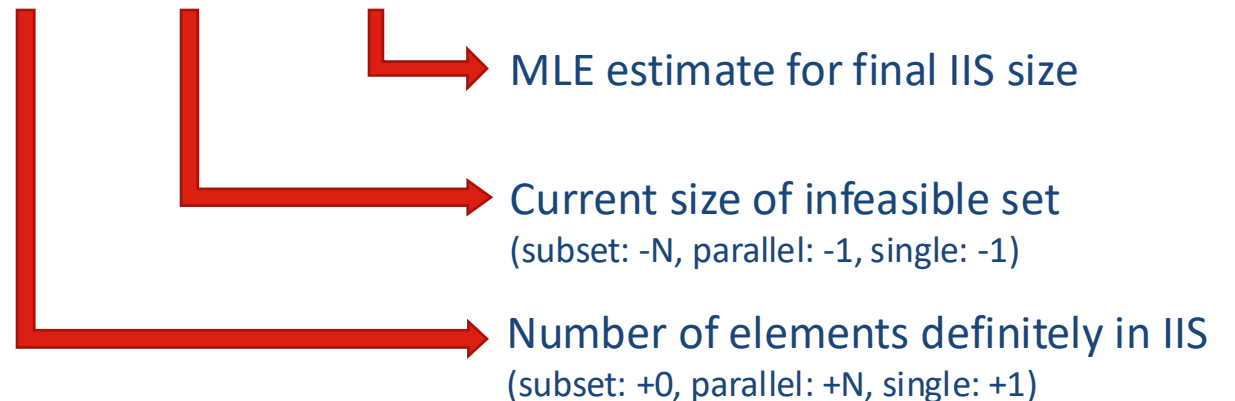 MLE estimate for final IIS size
Current size of infeasible set
(subset: -N, parallel: -1, single: -1)
Number of elements definitely in IIS
(subset: +0, parallel: +N, single: +1)